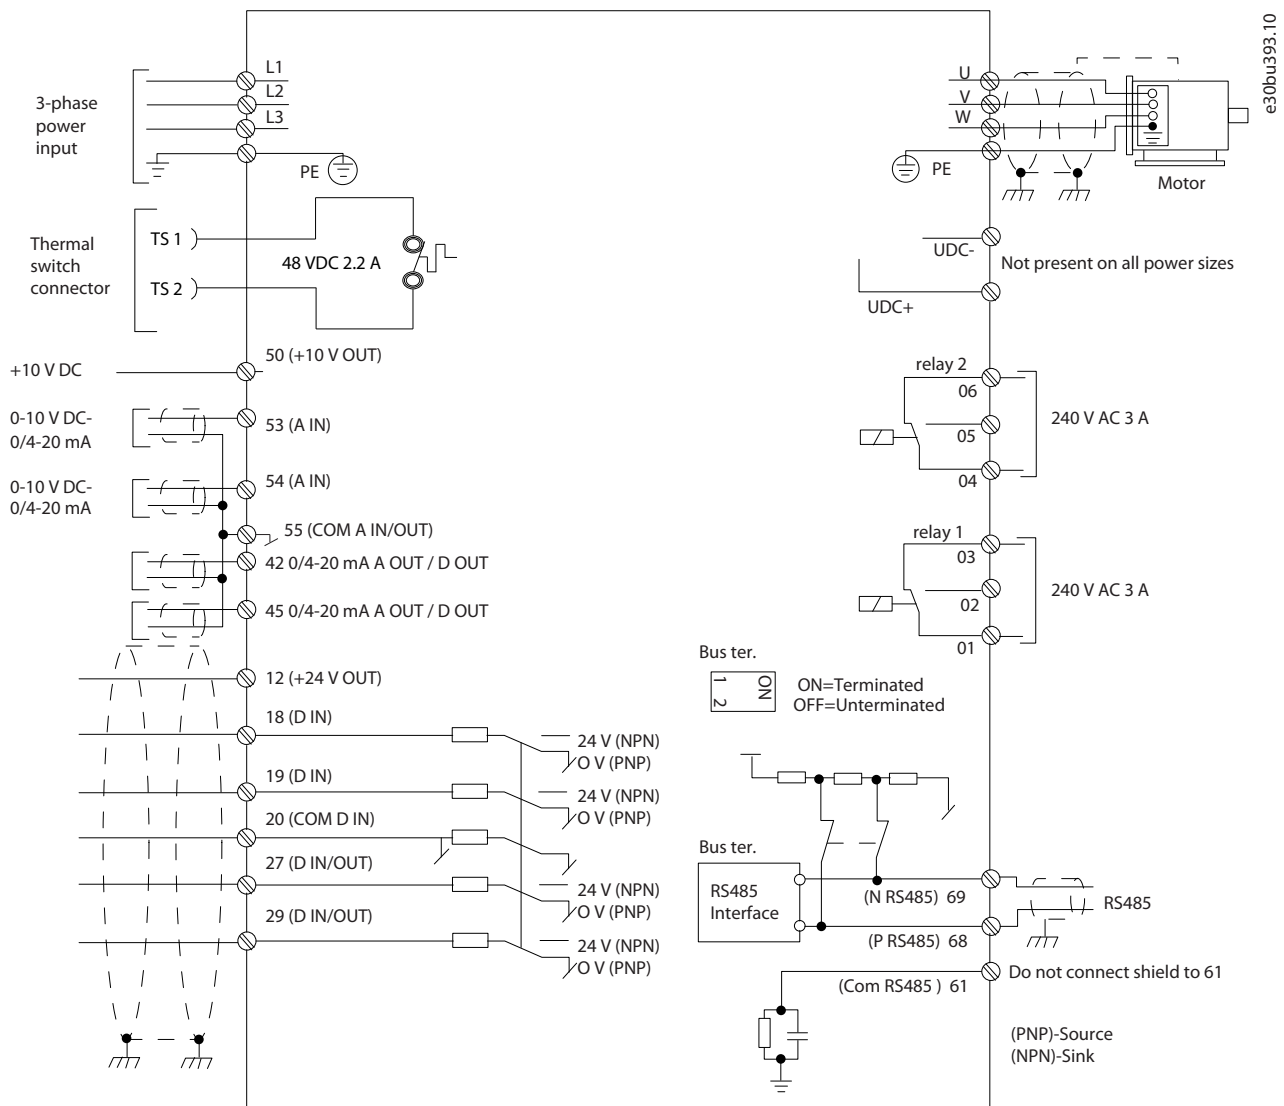 e30bu393.10
3-phase
power
input
L1
L2
L3
PE
U
V
W
PE
Motor
Thermal
switch
connector
TS 1
TS 2
48 VDC 2.2 A
UDC-
Not present on all power sizes
UDC+
+10 V DC
50 (+10 V OUT)
0-10 V DC-
0/4-20 mA
53 (A IN)
0-10 V DC-
0/4-20 mA
54 (A IN)
55 (COM A IN/OUT)
42 0/4-20 mA A OUT / D OUT
45 0/4-20 mA A OUT / D OUT
relay 2
06
05
04
240 V AC 3 A
relay 1
03
02
01
240 V AC 3 A
12 (+24 V OUT)
18 (D IN)
24 V (NPN)
O V (PNP)
19 (D IN)
24 V (NPN)
O V (PNP)
20 (COM D IN)
27 (D IN/OUT)
24 V (NPN)
O V (PNP)
29 (D IN/OUT)
24 V (NPN)
O V (PNP)
Bus ter.
1
2
ON
ON=Terminated
OFF=Unterminated
Bus ter.
RS485
Interface
(N RS485) 69
(P RS485) 68
RS485
(Com RS485 ) 61
Do not connect shield to 61
(PNP)-Source
(NPN)-Sink